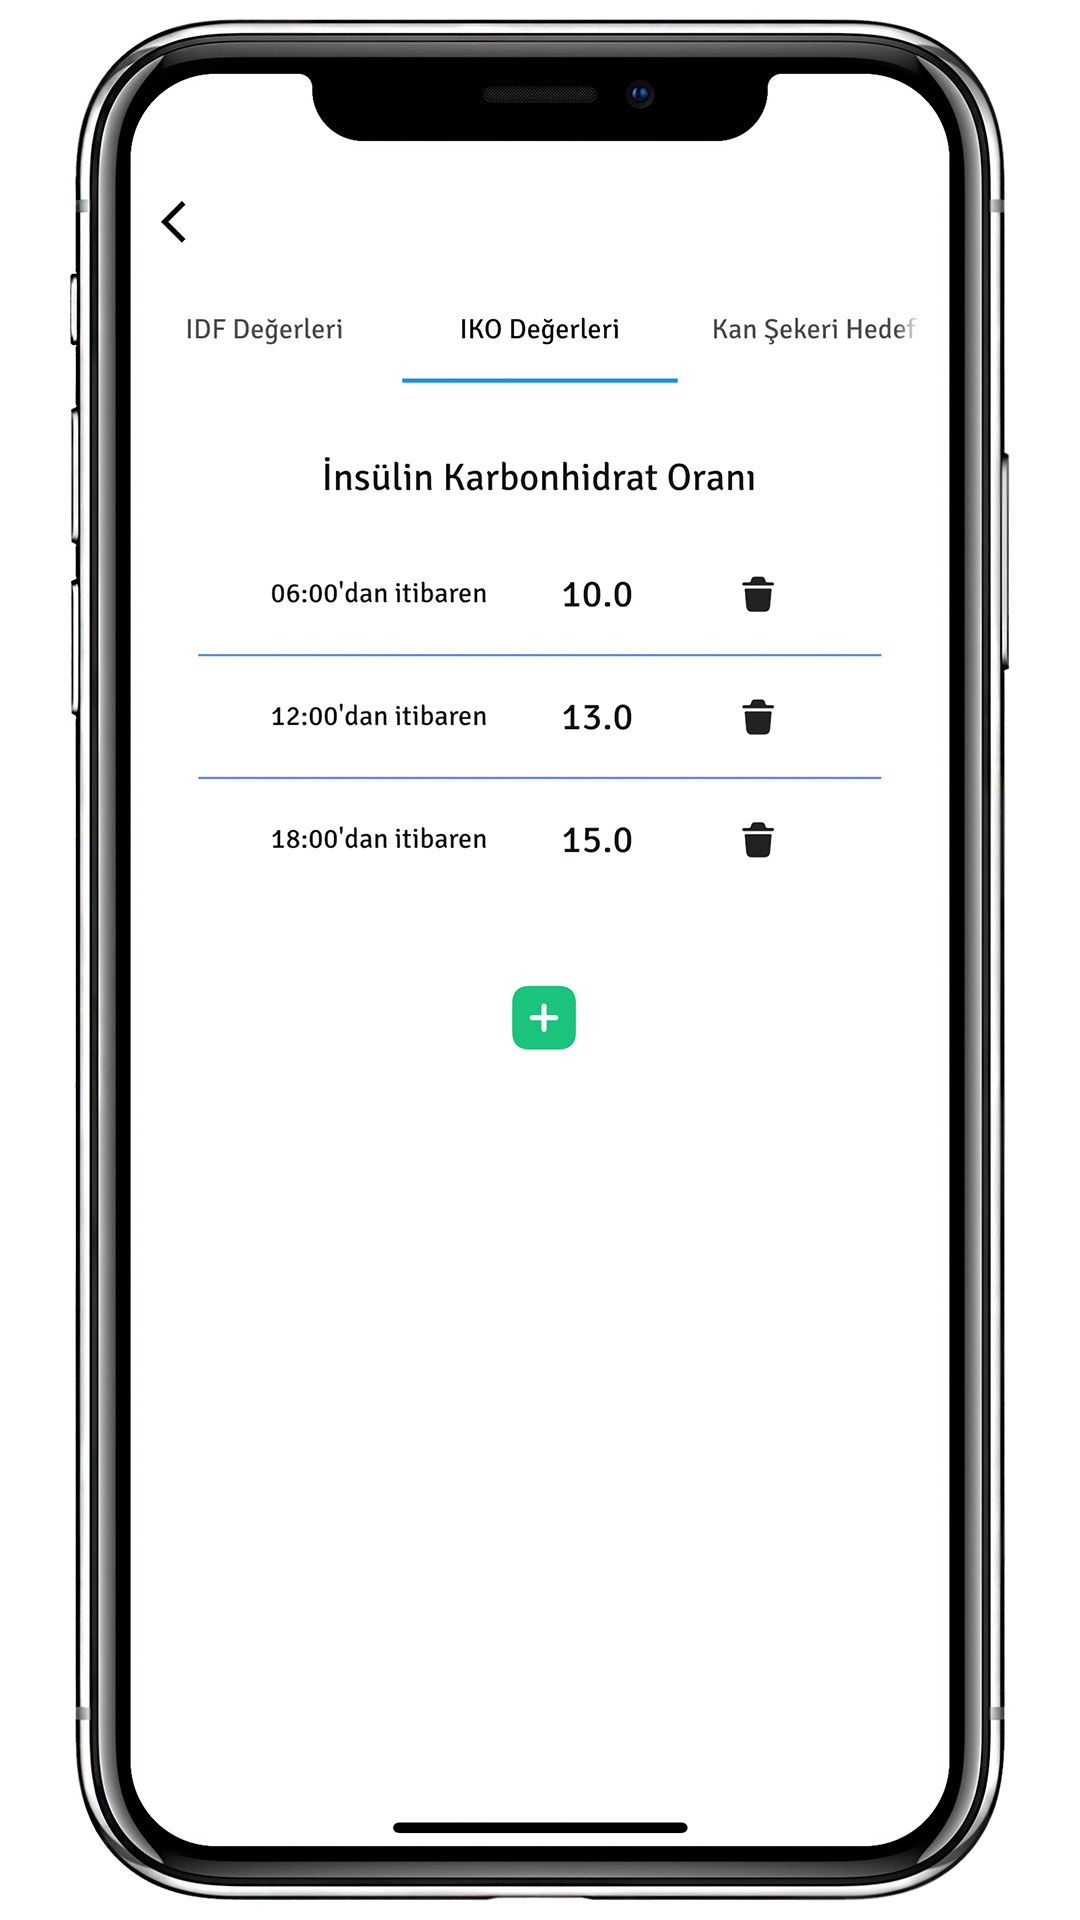 IDF Değerleri IKO Değerleri Kan Şekeri Hedef
İnsülin Karbonhidrat Oranı
06:00'dan itibaren 10.0
12:00'dan itibaren 13.0
18:00'dan itibaren 15.0